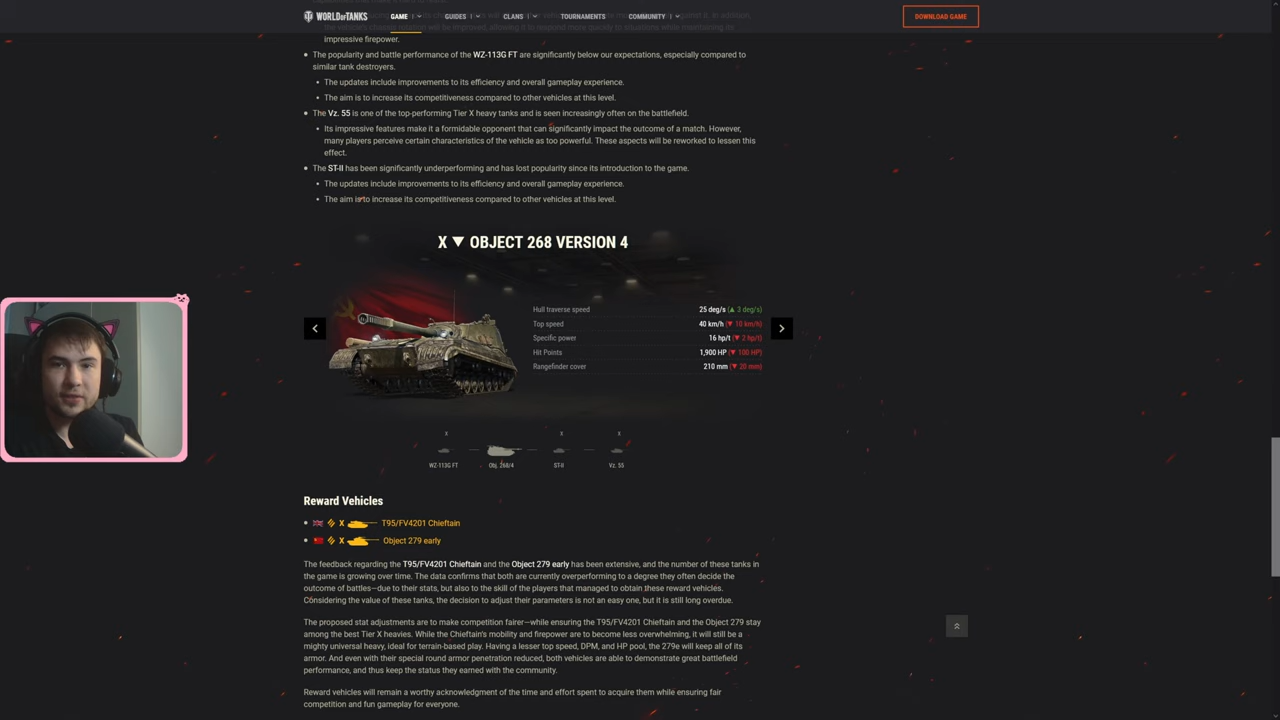 WORLD OF TANKS
GAME
GUIDES
CLANS
TOURNAMENTS
COMMUNITY
DOWNLOAD GAME
impressive firepower.
The popularity and battle performance of the WZ-113G FT are significantly below our expectations, especially compared to
similar tank destroyers.
The updates include improvements to its efficiency and overall gameplay experience.
The aim is to increase its competitiveness compared to other vehicles at this level.
The Vz. 55 is one of the top-performing Tier X heavy tanks and is seen increasingly often on the battlefield.
Its impressive features make it a formidable opponent that can significantly impact the outcome of a match. However,
many players perceive certain characteristics of the vehicle as too powerful. These aspects will be reworked to lessen this
effect.
The ST-II has been significantly underperforming and has lost popularity since its introduction to the game.
The updates include improvements to its efficiency and overall gameplay experience.
The aim is to increase its competitiveness compared to other vehicles at this level.
X ▼ OBJECT 268 VERSION 4
Hull traverse speed 25 deg/s (▲ 3 deg/s)
Top speed 40 km/h (▼ 10 km/h)
Specific power 16 hp/t (▼ 2 hp/t)
Hit Points 1,900 HP (▼ 100 HP)
Rangefinder cover 210 mm (▼ 20 mm)
X X X
WZ-113G FT Obj. 268/4 ST-II Vz. 55
Reward Vehicles
X T95/FV4201 Chieftain
X Object 279 early
The feedback regarding the T95/FV4201 Chieftain and the Object 279 early has been extensive, and the number of these tanks in
the game is growing over time. The data confirms that both are currently overperforming to a degree they often decide the
outcome of battles—due to their stats, but also to the skill of the players that managed to obtain these reward vehicles.
Considering the value of these tanks, the decision to adjust their parameters is not an easy one, but it is still long overdue.
The proposed stat adjustments are to make competition fairer—while ensuring the T95/FV4201 Chieftain and the Object 279 stay
among the best Tier X heavies. While the Chieftain's mobility and firepower are to become less overwhelming, it will still be a
mighty universal heavy, ideal for terrain-based play. Having a lesser top speed, DPM, and HP pool, the 279e will keep all of its
armor. And even with their special round armor penetration reduced, both vehicles are able to demonstrate great battlefield
performance, and thus keep the status they earned with the community.
Reward vehicles will remain a worthy acknowledgment of the time and effort spent to acquire them while ensuring fair
competition and fun gameplay for everyone.